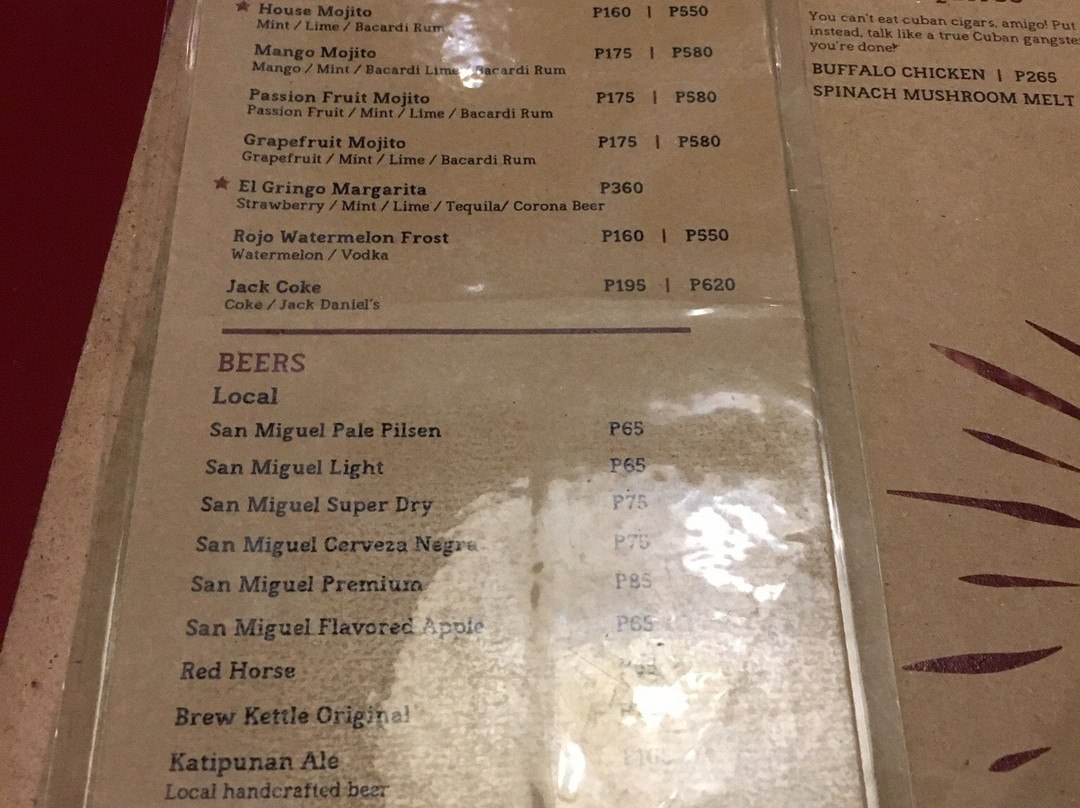 House Mojito P160 | P550
Mint / Lime / Bacardi Rum
Mango Mojito P175 | P580
Mango / Mint / Bacardi Lime / Bacardi Rum
Passion Fruit Mojito P175 | P580
Passion Fruit / Mint / Lime / Bacardi Rum
Grapefruit Mojito P175 | P580
Grapefruit / Mint / Lime / Bacardi Rum
El Gringo Margarita P360
Strawberry / Mint / Lime / Tequila/ Corona Beer
Rojo Watermelon Frost P160 | P550
Watermelon / Vodka
Jack Coke P195 | P620
Coke / Jack Daniel's
BEERS
Local
San Miguel Pale Pilsen P65
San Miguel Light P65
San Miguel Super Dry P75
San Miguel Cerveza Negra P75
San Miguel Premium P85
San Miguel Flavored Apple P65
Red Horse
Brew Kettle Original
Katipunan Ale
Local handcrafted beer
You can't eat cuban cigars, amigo! Put
instead, talk like a true Cuban
you're done!
BUFFALO CHICKEN | P265
SPINACH MUSHROOM MELT